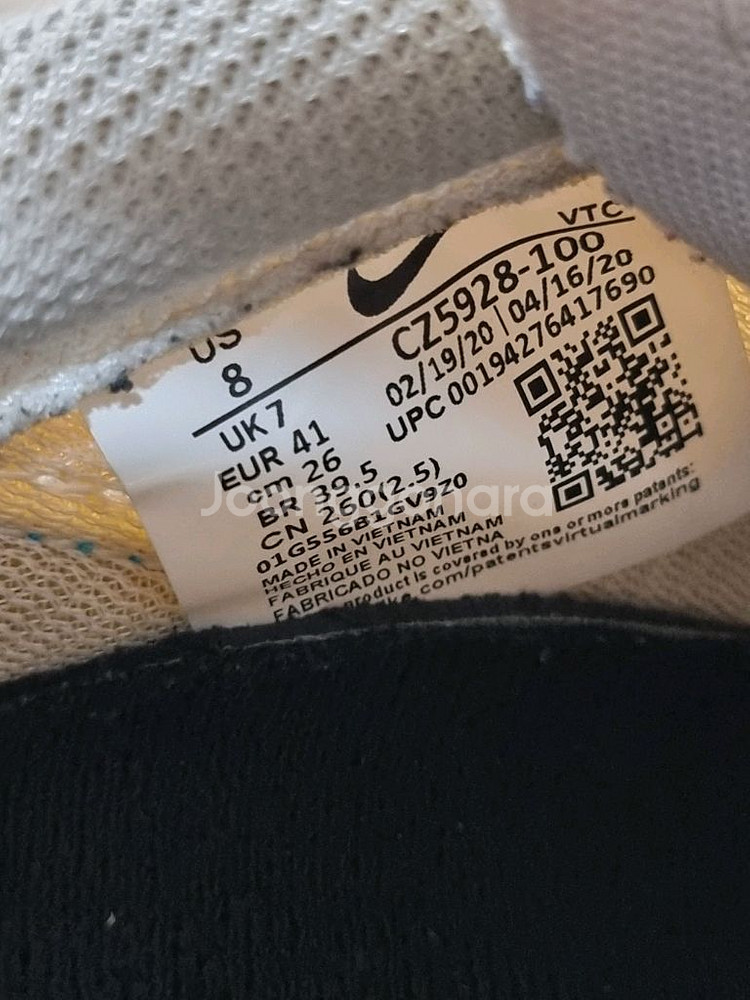 VTC
CZ5928-100
02/19/20 | 04/16/20
UPC 00194276417690
US
8
UK 7
EUR 41
cm 26
BR 39.5
CN 260(2.5)
MADE IN VIETNAM
HECHO EN VIETNAM
FABRIQUE AU VIETNAM
FABRICADO NO VIETNA
product is covered by one or more patents:
.com/patentsvirtualmarking